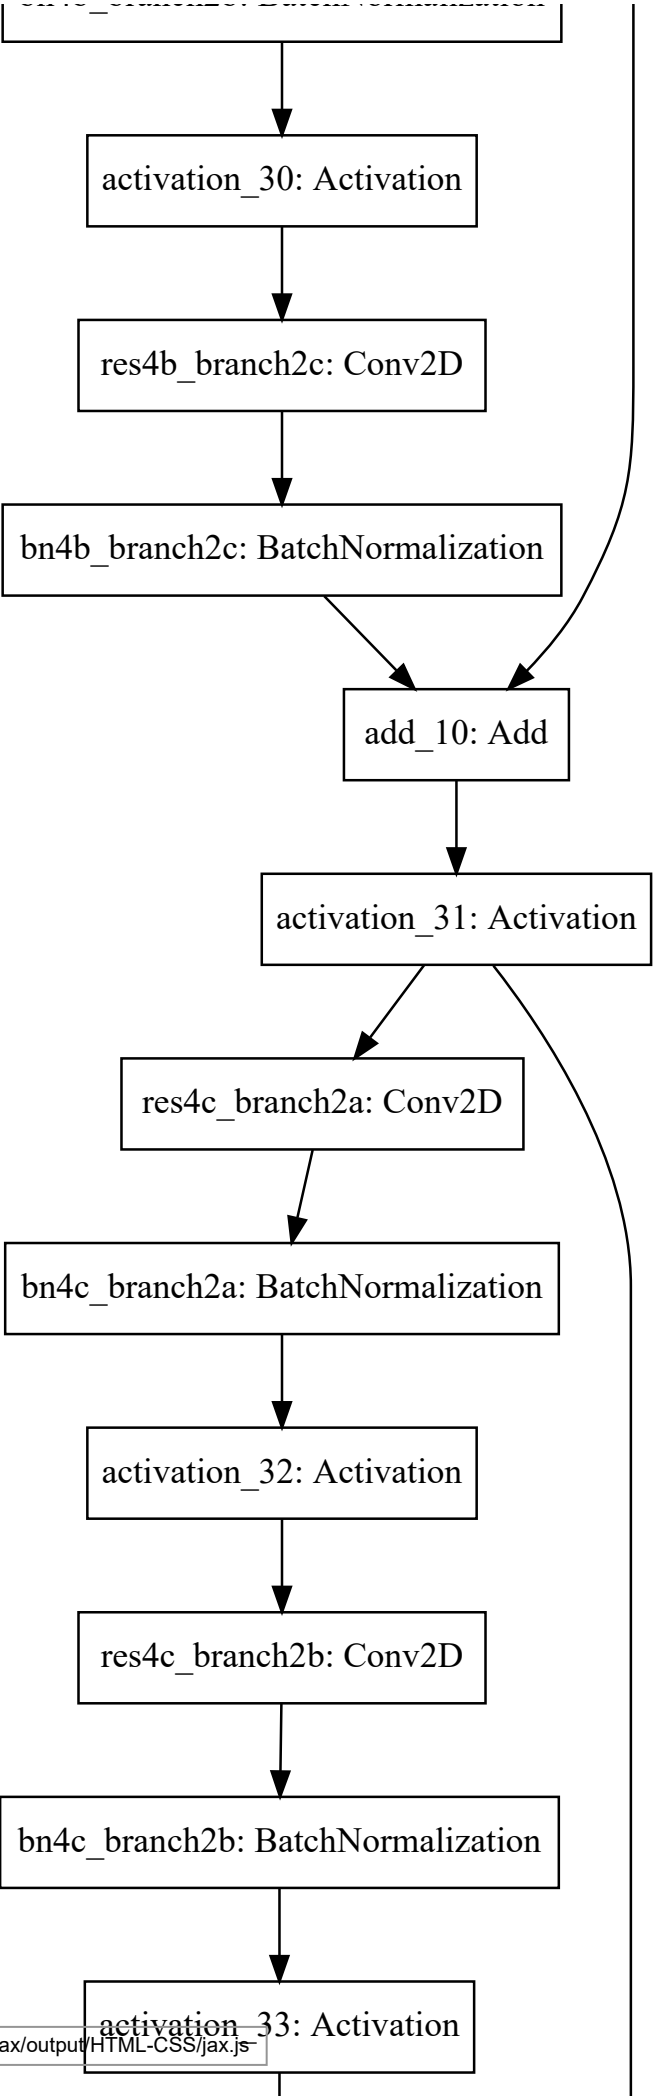 activation_30: Activation
res4b_branch2c: Conv2D
bn4b_branch2c: BatchNormalization
add_10: Add
activation_31: Activation
res4c_branch2a: Conv2D
bn4c_branch2a: BatchNormalization
activation_32: Activation
res4c_branch2b: Conv2D
bn4c_branch2b: BatchNormalization
activation_33: Activation
ax/output/HTML-CSS/jax.js